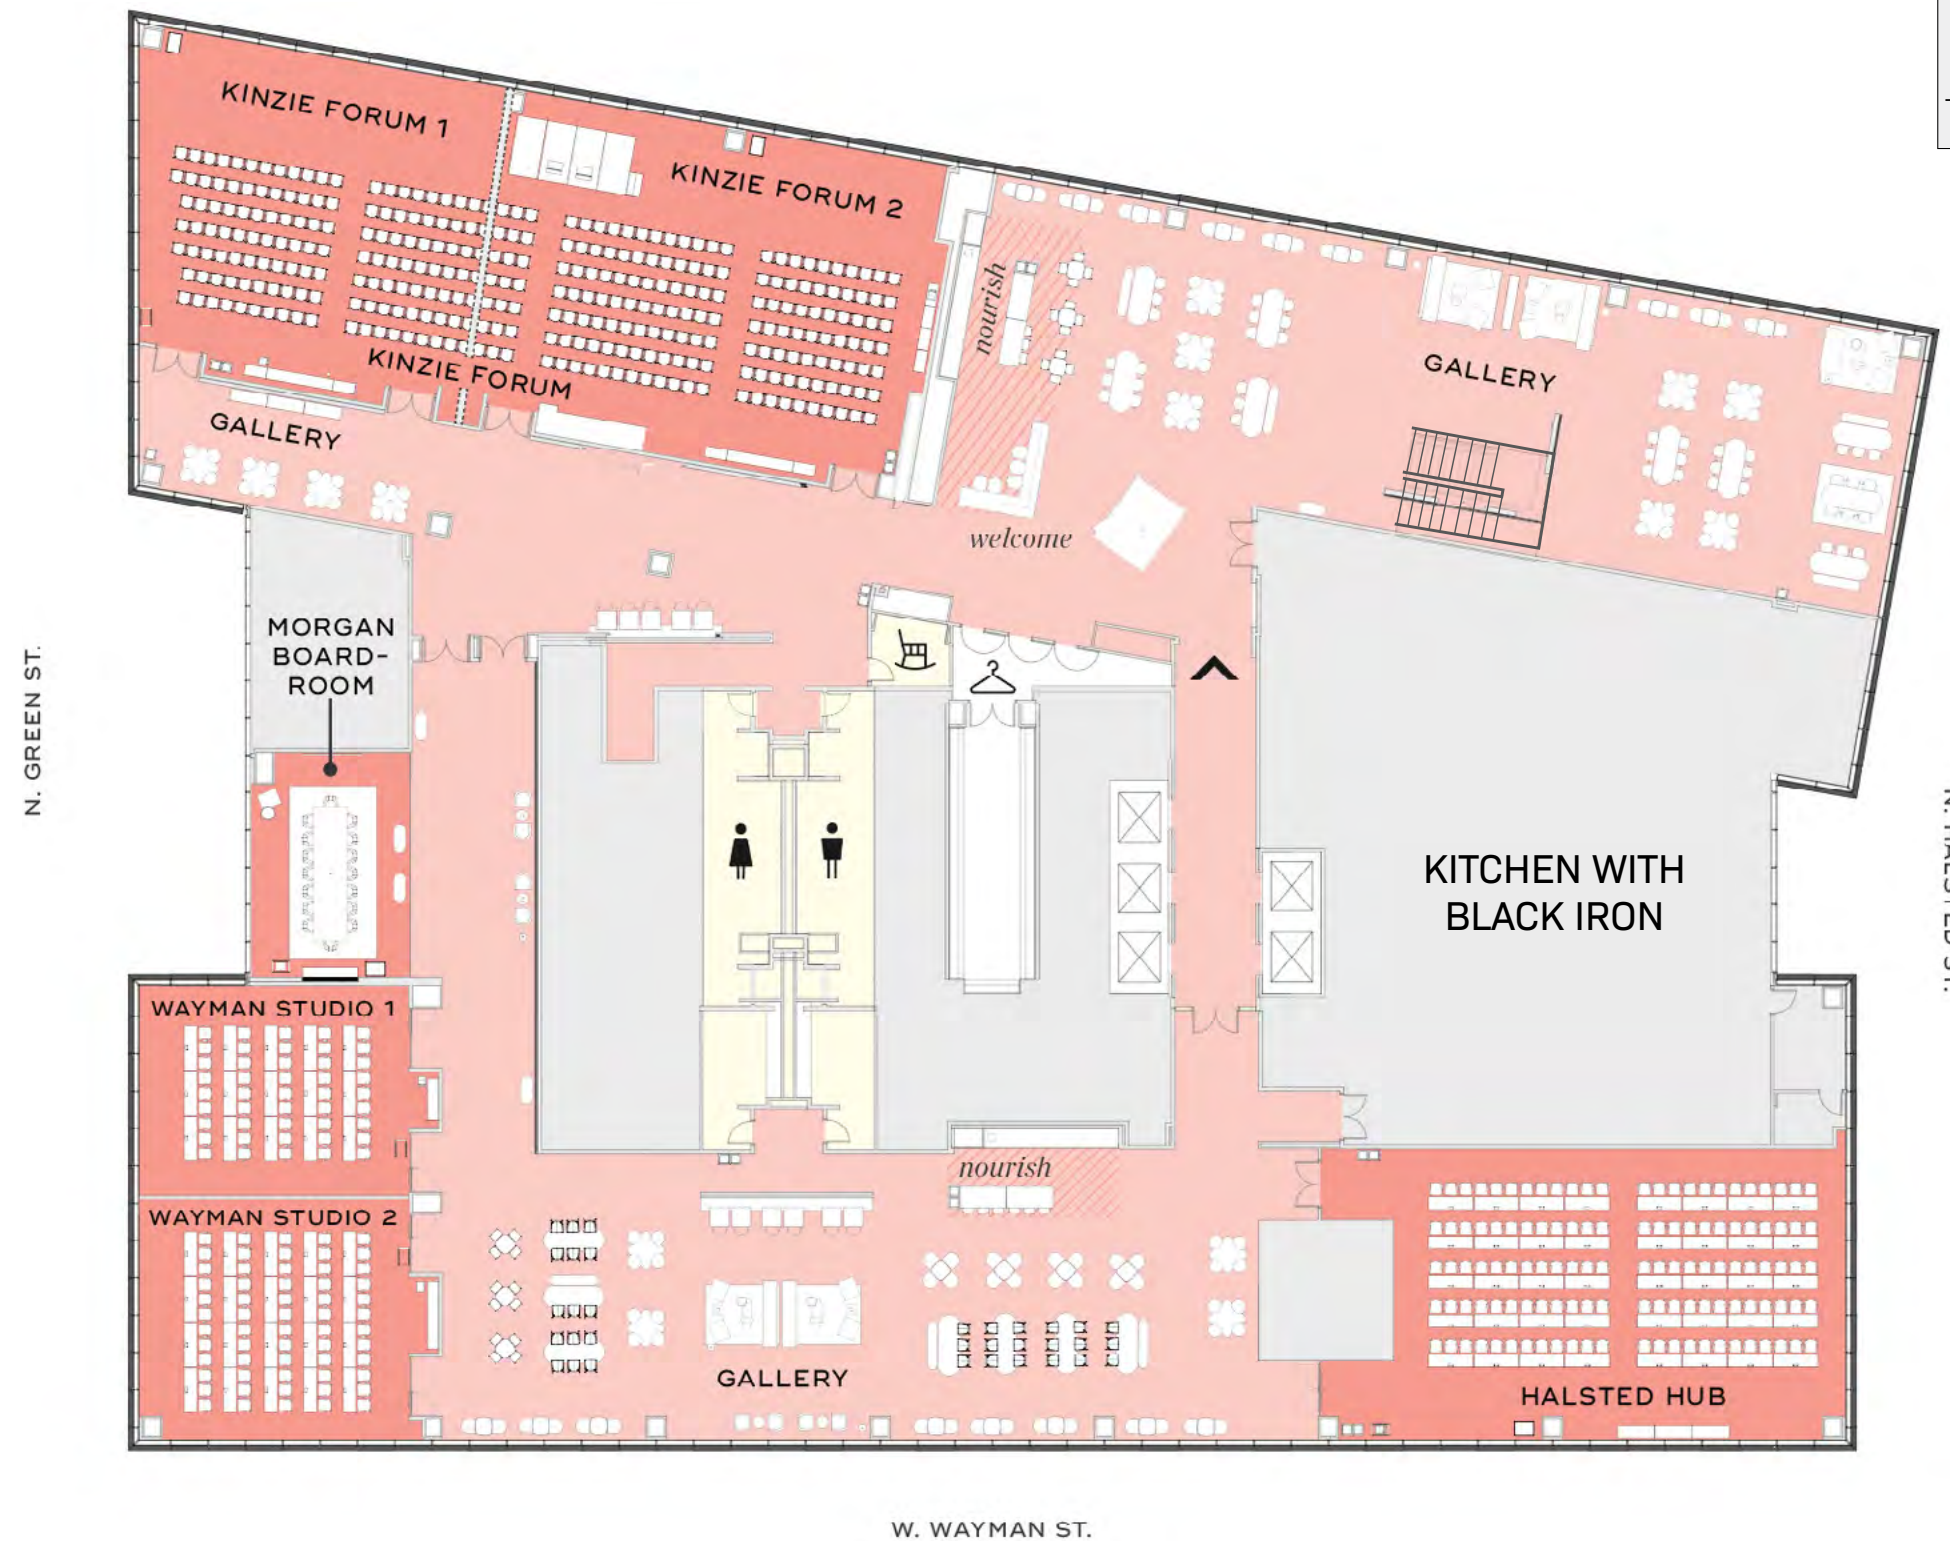 KINZIE FORUM 1
KINZIE FORUM 2
KINZIE FORUM
nourish
GALLERY
GALLERY
welcome
MORGAN
BOARD-
ROOM
N. GREEN ST.
KITCHEN WITH
BLACK IRON
WAYMAN STUDIO 1
WAYMAN STUDIO 2
nourish
GALLERY
HALSTED HUB
W. WAYMAN ST.